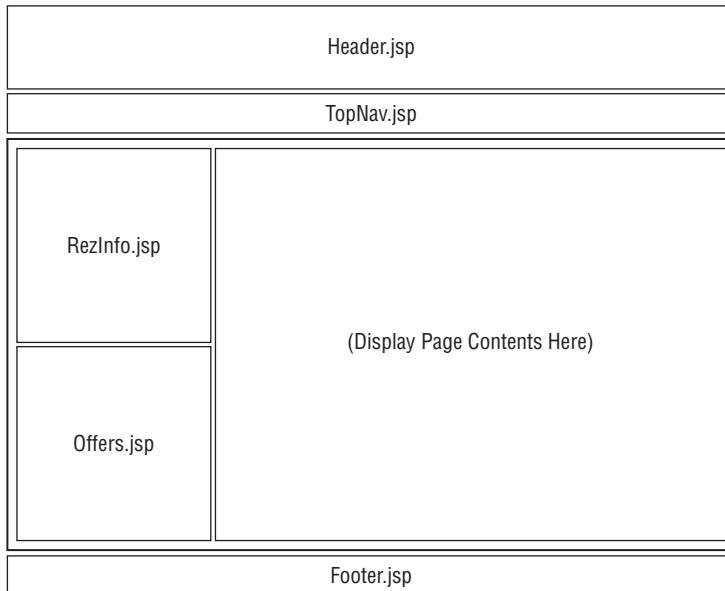 Header.jsp
TopNav.jsp
RezInfo.jsp
(Display Page Contents Here)
Offers.jsp
Footer.jsp